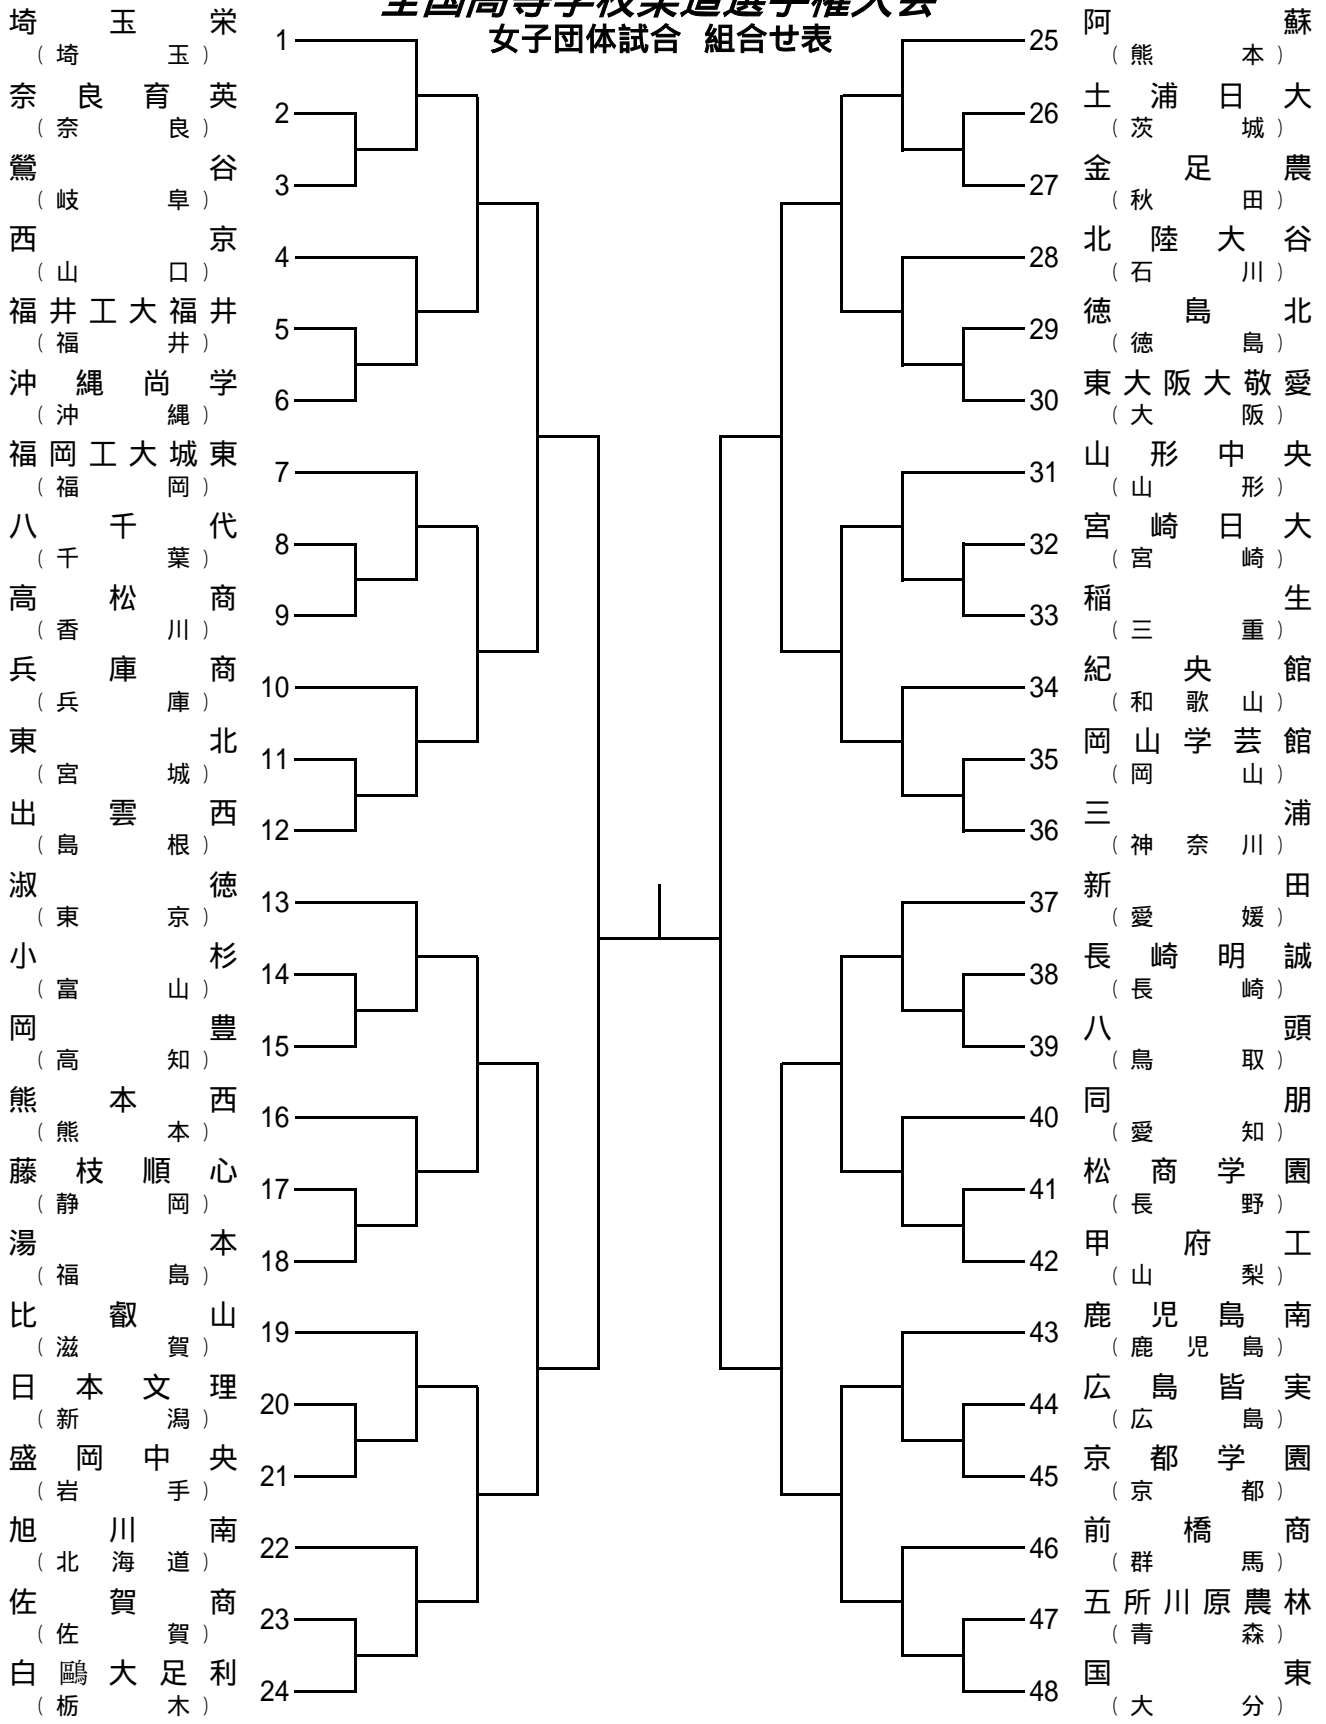 全国高等学校柔道選手権大会
女子団体試合 組合せ表
埼玉栄
(埼玉)
1
奈良育英
(奈良)
2
鶯谷
(岐阜)
3
西京
(山口)
4
福井工大福井
(福井)
5
沖縄尚学
(沖縄)
6
福岡工大城東
(福岡)
7
八千代
(千葉)
8
高松商
(香川)
9
兵庫商
(兵庫)
10
東北
(宮城)
11
出雲西
(島根)
12
淑徳
(東京)
13
小杉
(富山)
14
岡豊
(高知)
15
熊本西
(熊本)
16
藤枝順心
(静岡)
17
湯本
(福島)
18
比叡山
(滋賀)
19
日本文理
(新潟)
20
盛岡中央
(岩手)
21
旭川南
(北海道)
22
佐賀商
(佐賀)
23
白鷗大足利
(栃木)
24
25
阿蘇
(熊本)
26
土浦日大
(茨城)
27
金足農
(秋田)
28
北陸大谷
(石川)
29
徳島北
(徳島)
30
東大阪大敬愛
(大阪)
31
山形中央
(山形)
32
宮崎日大
(宮崎)
33
稲生
(三重)
34
紀央館
(和歌山)
35
岡山学芸館
(岡山)
36
三浦
(神奈川)
37
新田
(愛媛)
38
長崎明誠
(長崎)
39
八頭
(鳥取)
40
同朋
(愛知)
41
松商学園
(長野)
42
甲府工
(山梨)
43
鹿児島南
(鹿児島)
44
広島皆実
(広島)
45
京都学園
(京都)
46
前橋商
(群馬)
47
五所川原農林
(青森)
48
国東
(大分)